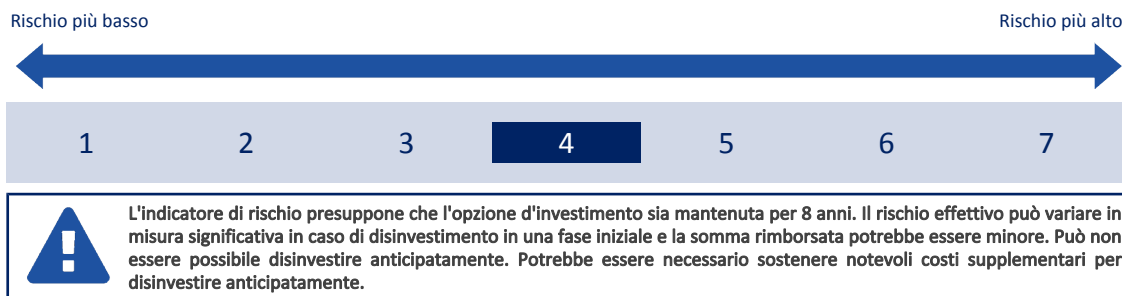 Rischio più basso Rischio più alto
1 2 3 4 5 6 7
L'indicatore di rischio presuppone che l'opzione d'investimento sia mantenuta per 8 anni. Il rischio effettivo può variare in
misura significativa in caso di disinvestimento in una fase iniziale e la somma rimborsata potrebbe essere minore. Può non
essere possibile disinvestire anticipatamente. Potrebbe essere necessario sostenere notevoli costi supplementari per
disinvestire anticipatamente.